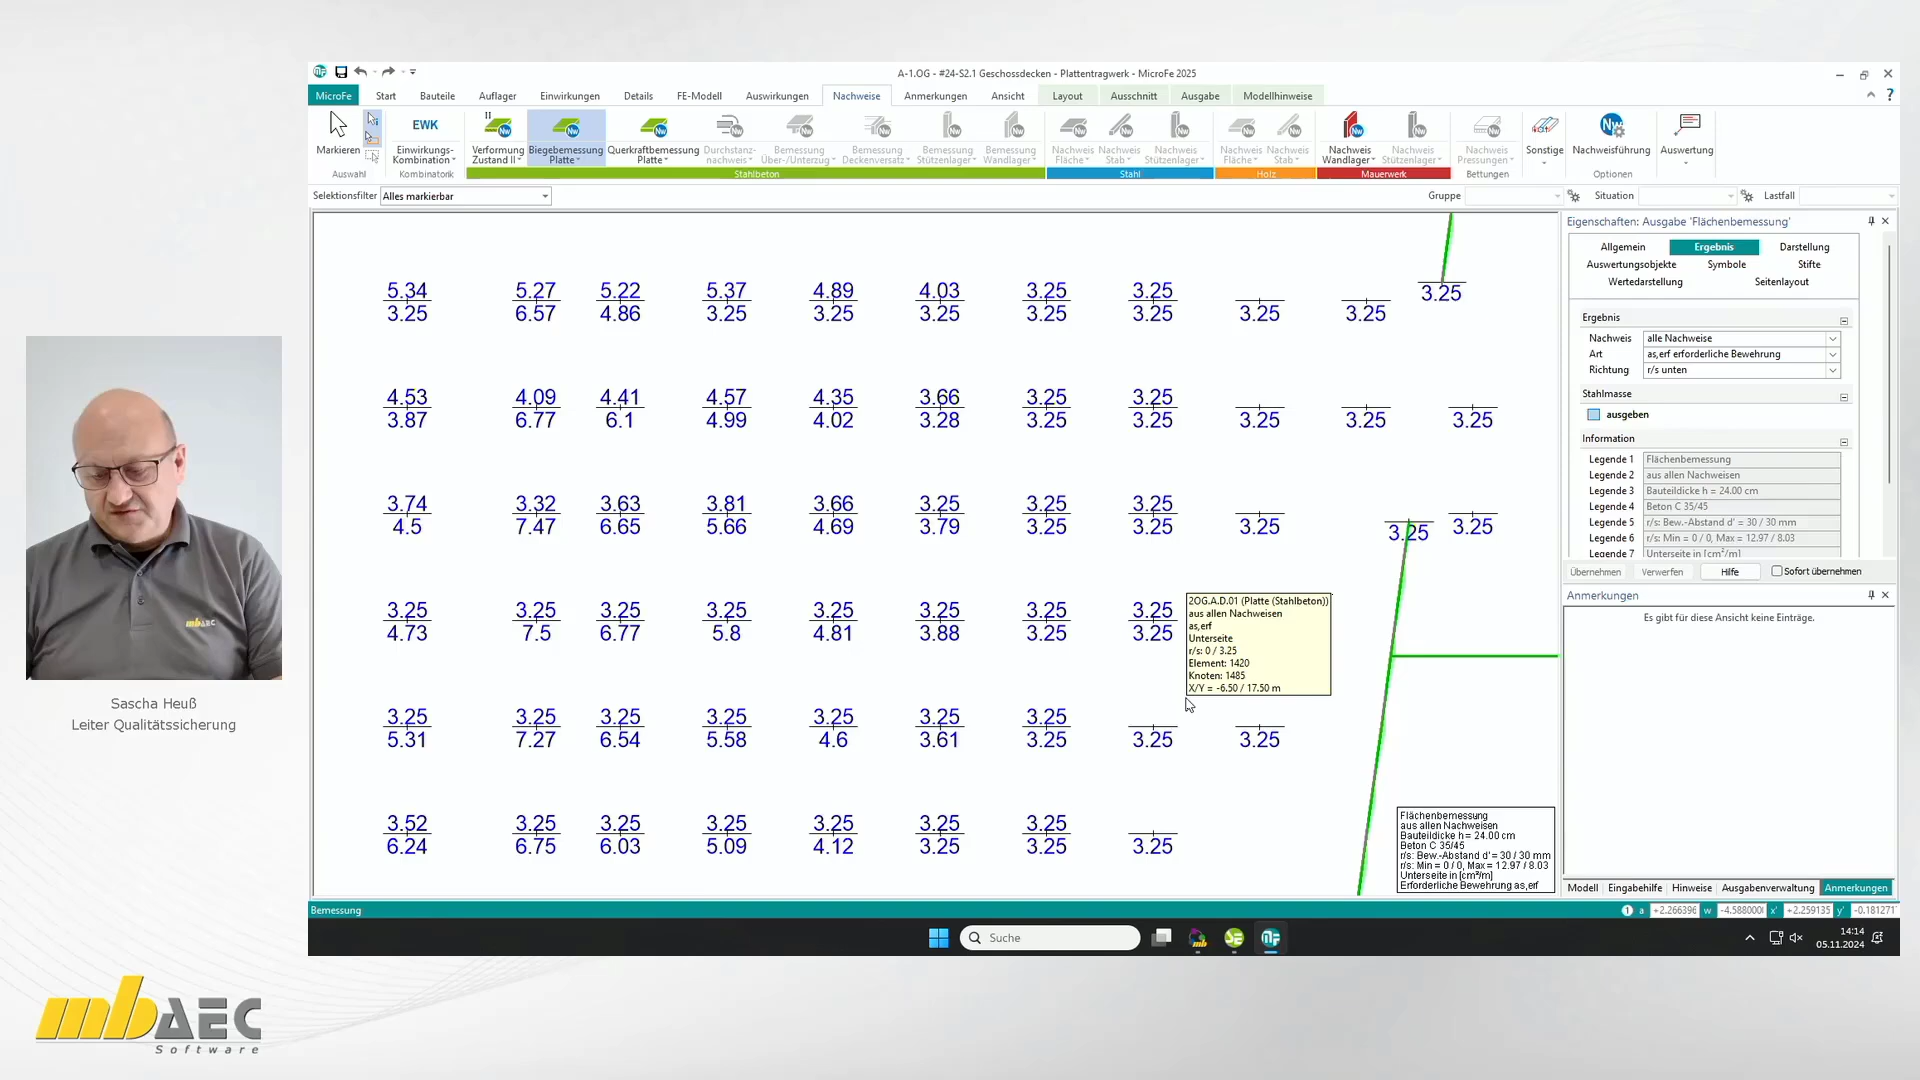 A-1.OG - #24-S2.1 Geschossdecken - Plattentragwerk - MicroFe 2025
MicroFe Start Bauteile Auflager Einwirkungen Details FE-Modell Auswirkungen Nachweise Anmerkungen Ansicht Layout Ausschnitt Ausgabe Modellhinweise
EWK
Markieren Einwirkungs-Kombination Verformung Zustand II Biegebemessung Platte Querkraftbemessung Platte Durchstanz-nachweis Bemessung Über-/Unterzug Bemessung Deckenversatz Bemessung Stützenlager Bemessung Wandlager Nachweis Fläche Nachweis Stab Nachweis Stützenlager Nachweis Fläche Nachweis Stab Nachweis Wandlager Nachweis Stützenlager Nachweis Pressungen Sonstige Nachweisführung Auswertung
Auswahl Kombinatorik Stahlbeton Stahl Holz Mauerwerk Bettungen Optionen
Selektionsfilter Alles markierbar Gruppe Situation Lastfall
5.34 5.27 5.22 5.37 4.89 4.03 3.25 3.25
3.25 6.57 4.86 3.25 3.25 3.25 3.25 3.25 3.25 3.25 3.25
4.53 4.09 4.41 4.57 4.35 3.66 3.25 3.25
3.87 6.77 6.1 4.99 4.02 3.28 3.25 3.25 3.25 3.25 3.25
3.74 3.32 3.63 3.81 3.66 3.25 3.25 3.25
4.5 7.47 6.65 5.66 4.69 3.79 3.25 3.25 3.25 3.25 3.25
3.25 3.25 3.25 3.25 3.25 3.25 3.25 3.25
4.73 7.5 6.77 5.8 4.81 3.88 3.25 3.25
3.25 3.25 3.25 3.25 3.25 3.25 3.25
5.31 7.27 6.54 5.58 4.6 3.61 3.25 3.25 3.25
3.52 3.25 3.25 3.25 3.25 3.25 3.25
6.24 6.75 6.03 5.09 4.12 3.25 3.25 3.25
2OG.A.D.01 (Platte (Stahlbeton))
aus allen Nachweisen
as,erf
Unterseite
r/s: 0 / 3.25
Element: 1420
Knoten: 1485
X/Y = -6.50 / 17.50 m
Flächenbemessung
aus allen Nachweisen
Bauteildicke h = 24.00 cm
Beton C 35/45
r/s: Bew.-Abstand d' = 30 / 30 mm
r/s: Min = 0 / 0, Max = 12.97 / 8.03
Unterseite in [cm²/m]
Erforderliche Bewehrung as,erf
Eigenschaften: Ausgabe 'Flächenbemessung'
Allgemein Ergebnis Darstellung
Auswertungsobjekte Symbole Stifte
Wertedarstellung Seitenlayout
Ergebnis
Nachweis alle Nachweise
Art as,erf erforderliche Bewehrung
Richtung r/s unten
Stahlmasse
ausgeben
Information
Legende 1 Flächenbemessung
Legende 2 aus allen Nachweisen
Legende 3 Bauteildicke h = 24.00 cm
Legende 4 Beton C 35/45
Legende 5 r/s: Bew.-Abstand d' = 30 / 30 mm
Legende 6 r/s: Min = 0 / 0, Max = 12.97 / 8.03
Legende 7 Unterseite in [cm²/m]
Übernehmen Verwerfen Hilfe Sofort übernehmen
Anmerkungen
Es gibt für diese Ansicht keine Einträge.
Modell Eingabehilfe Hinweise Ausgabenverwaltung Anmerkungen
Bemessung 1 a +2.266396 w -4.588000 x' +2.259135 y' -0.181271
Suche
14:14
05.11.2024
mbAEC
Sascha Heuß
Leiter Qualitätssicherung
mbAEC
Software